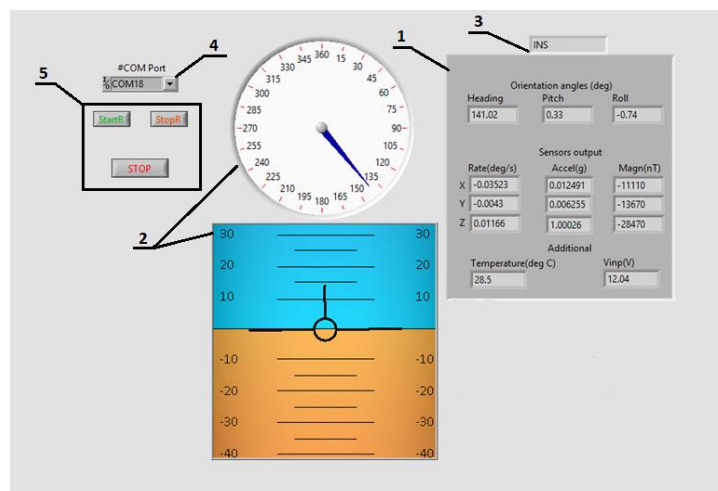 3
INS
1
4
#COM Port
COM18
5
StartR StopR
STOP
345 360 15
330 30
315 45
300 60
285 75
270 90
255 105
240 120
225 135
210 150
195 180 165
2
Orientation angles (deg)
Heading Pitch Roll
141.02 0.33 -0.74
Sensors output
Rate(deg/s) Accel(g) Magn(nT)
X -0.03523 0.012491 -11110
Y -0.0043 0.006255 -13670
Z 0.01166 1.00026 -28470
Additional
Temperature(deg C) Vinp(V)
28.5 12.04
30 30
20 20
10 10
-10 -10
-20 -20
-30 -30
-40 -40